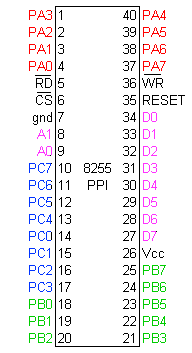 PA3 1 40 PA4
PA2 2 39 PA5
PA1 3 38 PA6
PA0 4 37 PA7
RD 5 36 WR
CS 6 35 RESET
gnd 7 34 D0
A1 8 33 D1
A0 9 32 D2
PC7 10 8255 31 D3
PC6 11 PPI 30 D4
PC5 12 29 D5
PC4 13 28 D6
PC0 14 27 D7
PC1 15 26 Vcc
PC2 16 25 PB7
PC3 17 24 PB6
PB0 18 23 PB5
PB1 19 22 PB4
PB2 20 21 PB3